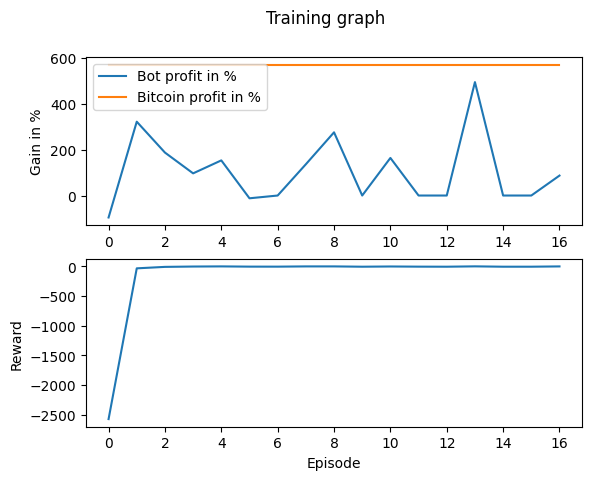 Training graph
600
400
200
0
Gain in %
Bot profit in %
Bitcoin profit in %
0 2 4 6 8 10 12 14 16
0
−500
−1000
−1500
−2000
−2500
Reward
0 2 4 6 8 10 12 14 16
Episode